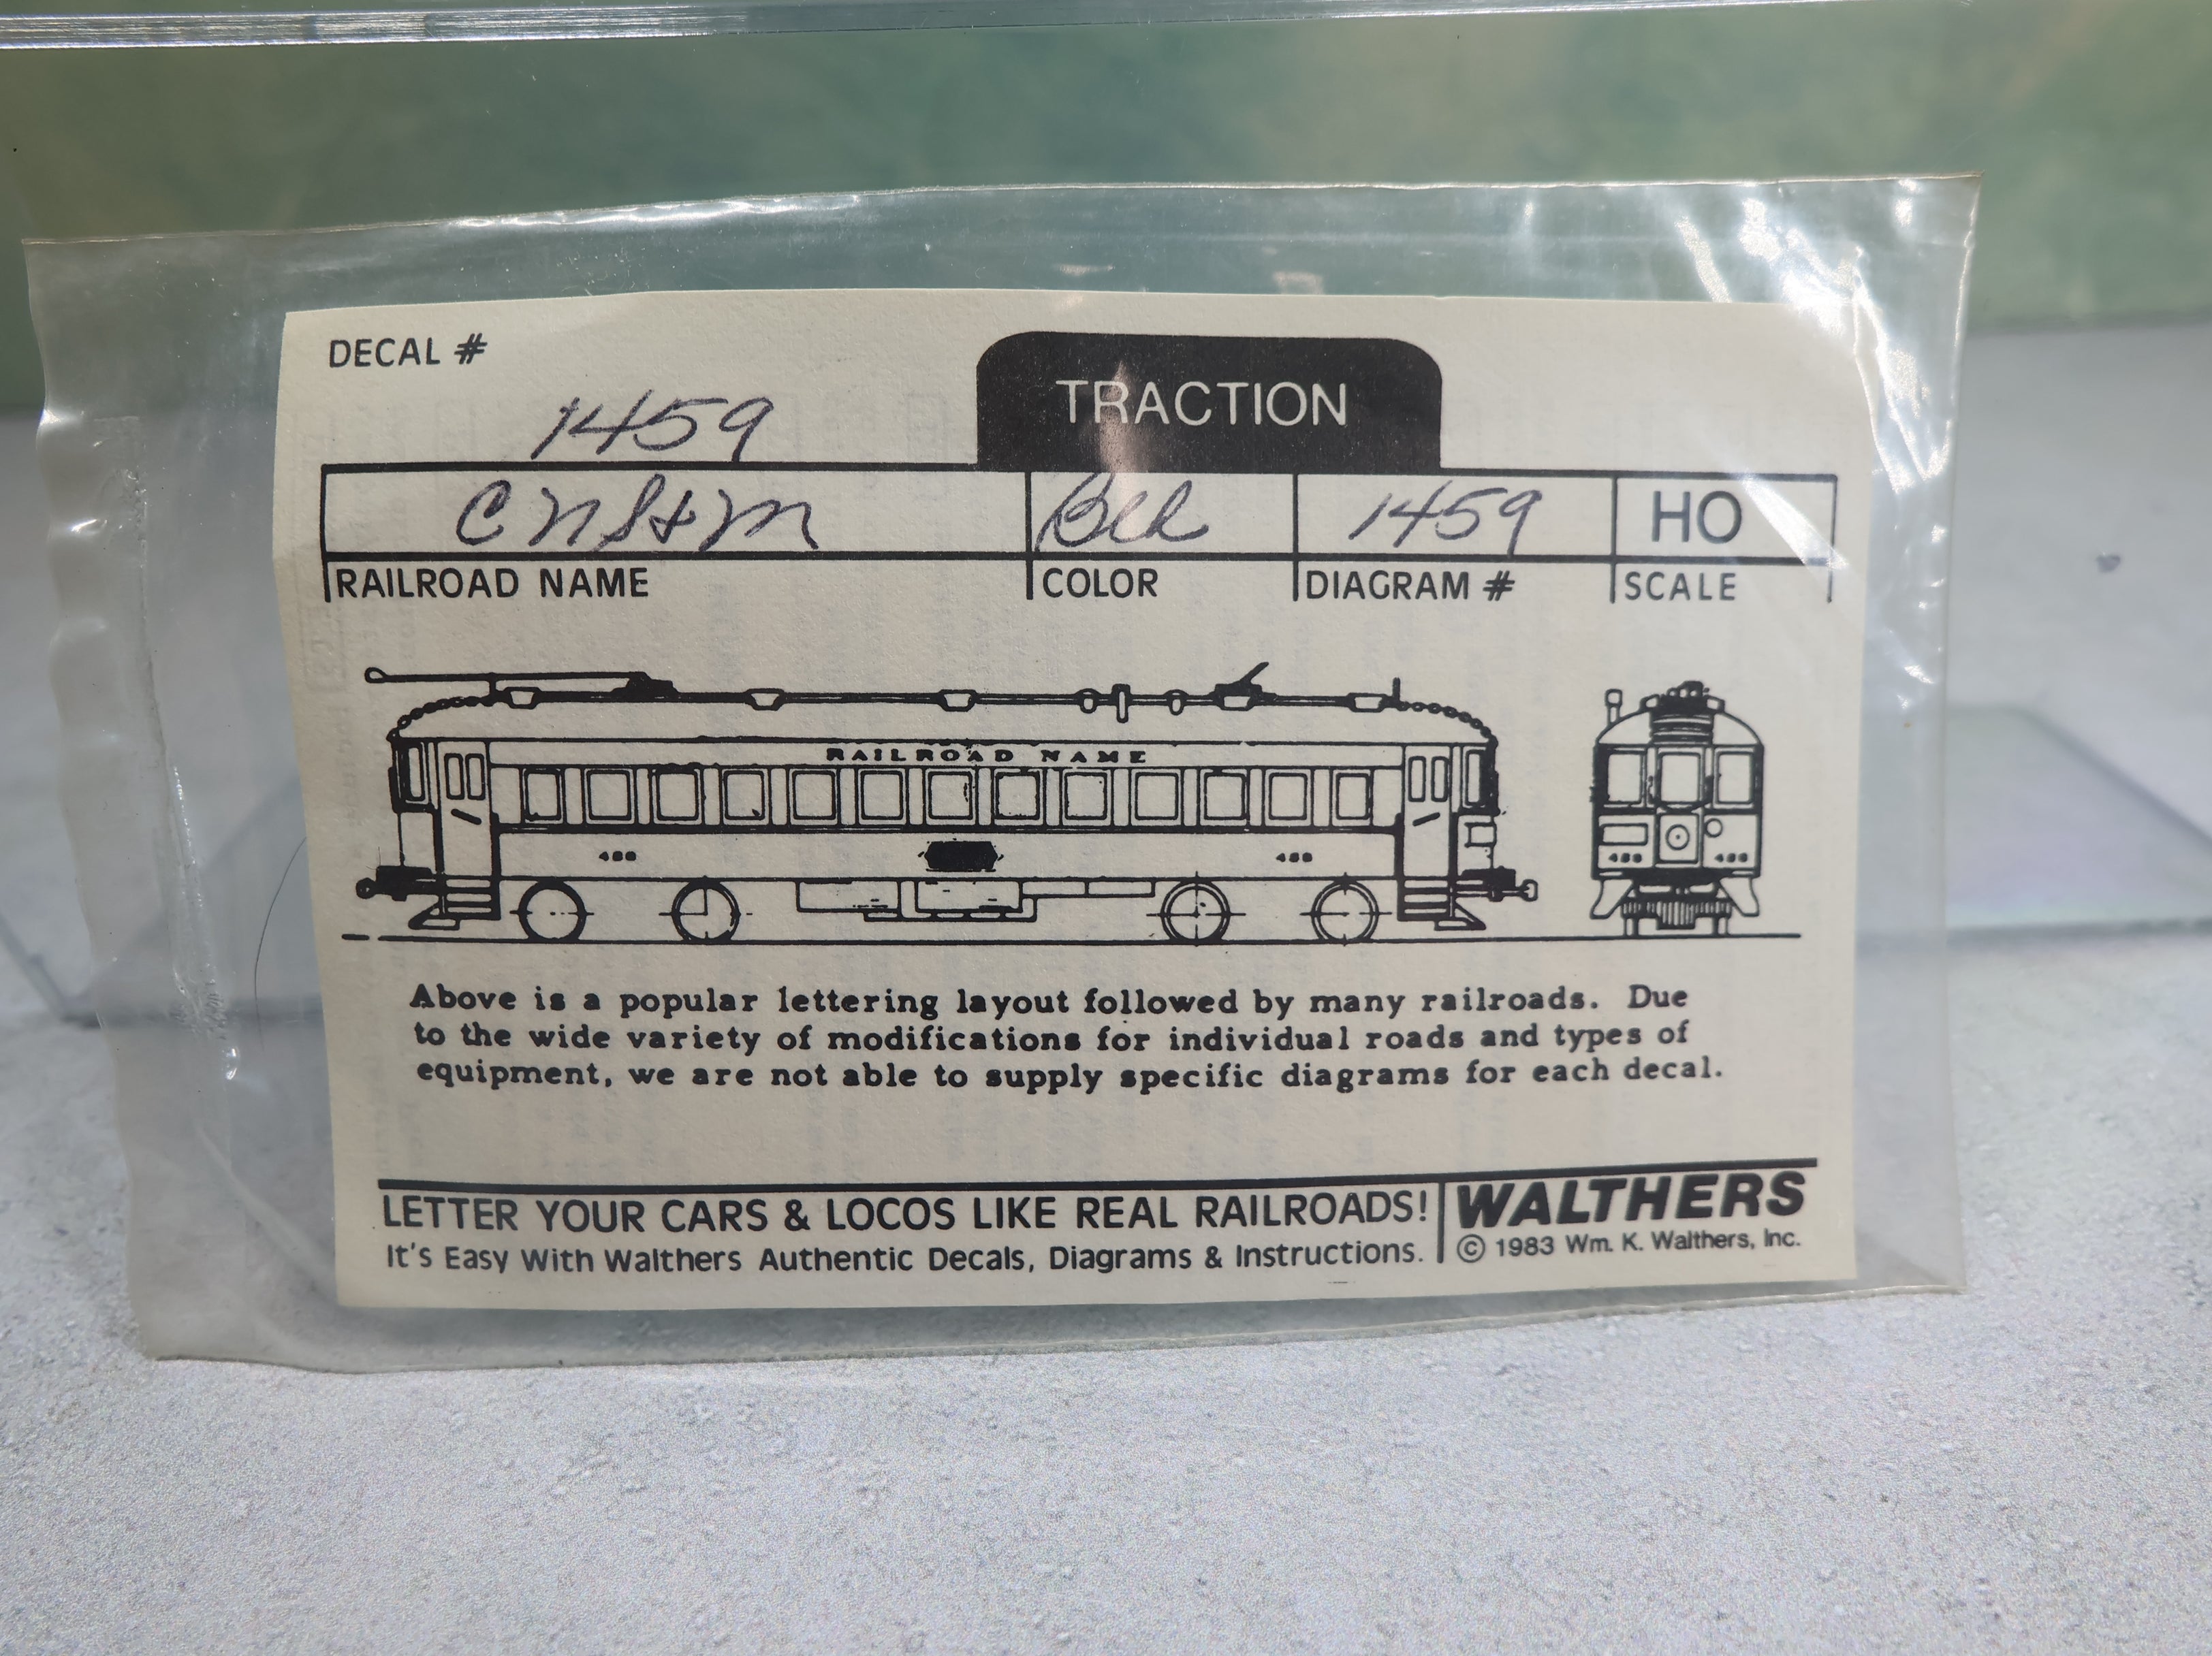 DECAL #
TRACTION
1459
CNS&M Blk 1459 HO
RAILROAD NAME COLOR DIAGRAM # SCALE
RAILROAD NAME
Above is a popular lettering layout followed by many railroads. Due
to the wide variety of modifications for individual roads and types of
equipment, we are not able to supply specific diagrams for each decal.
LETTER YOUR CARS & LOCOS LIKE REAL RAILROADS! WALTHERS
It's Easy With Walthers Authentic Decals, Diagrams & Instructions. © 1983 Wm. K. Walthers, Inc.